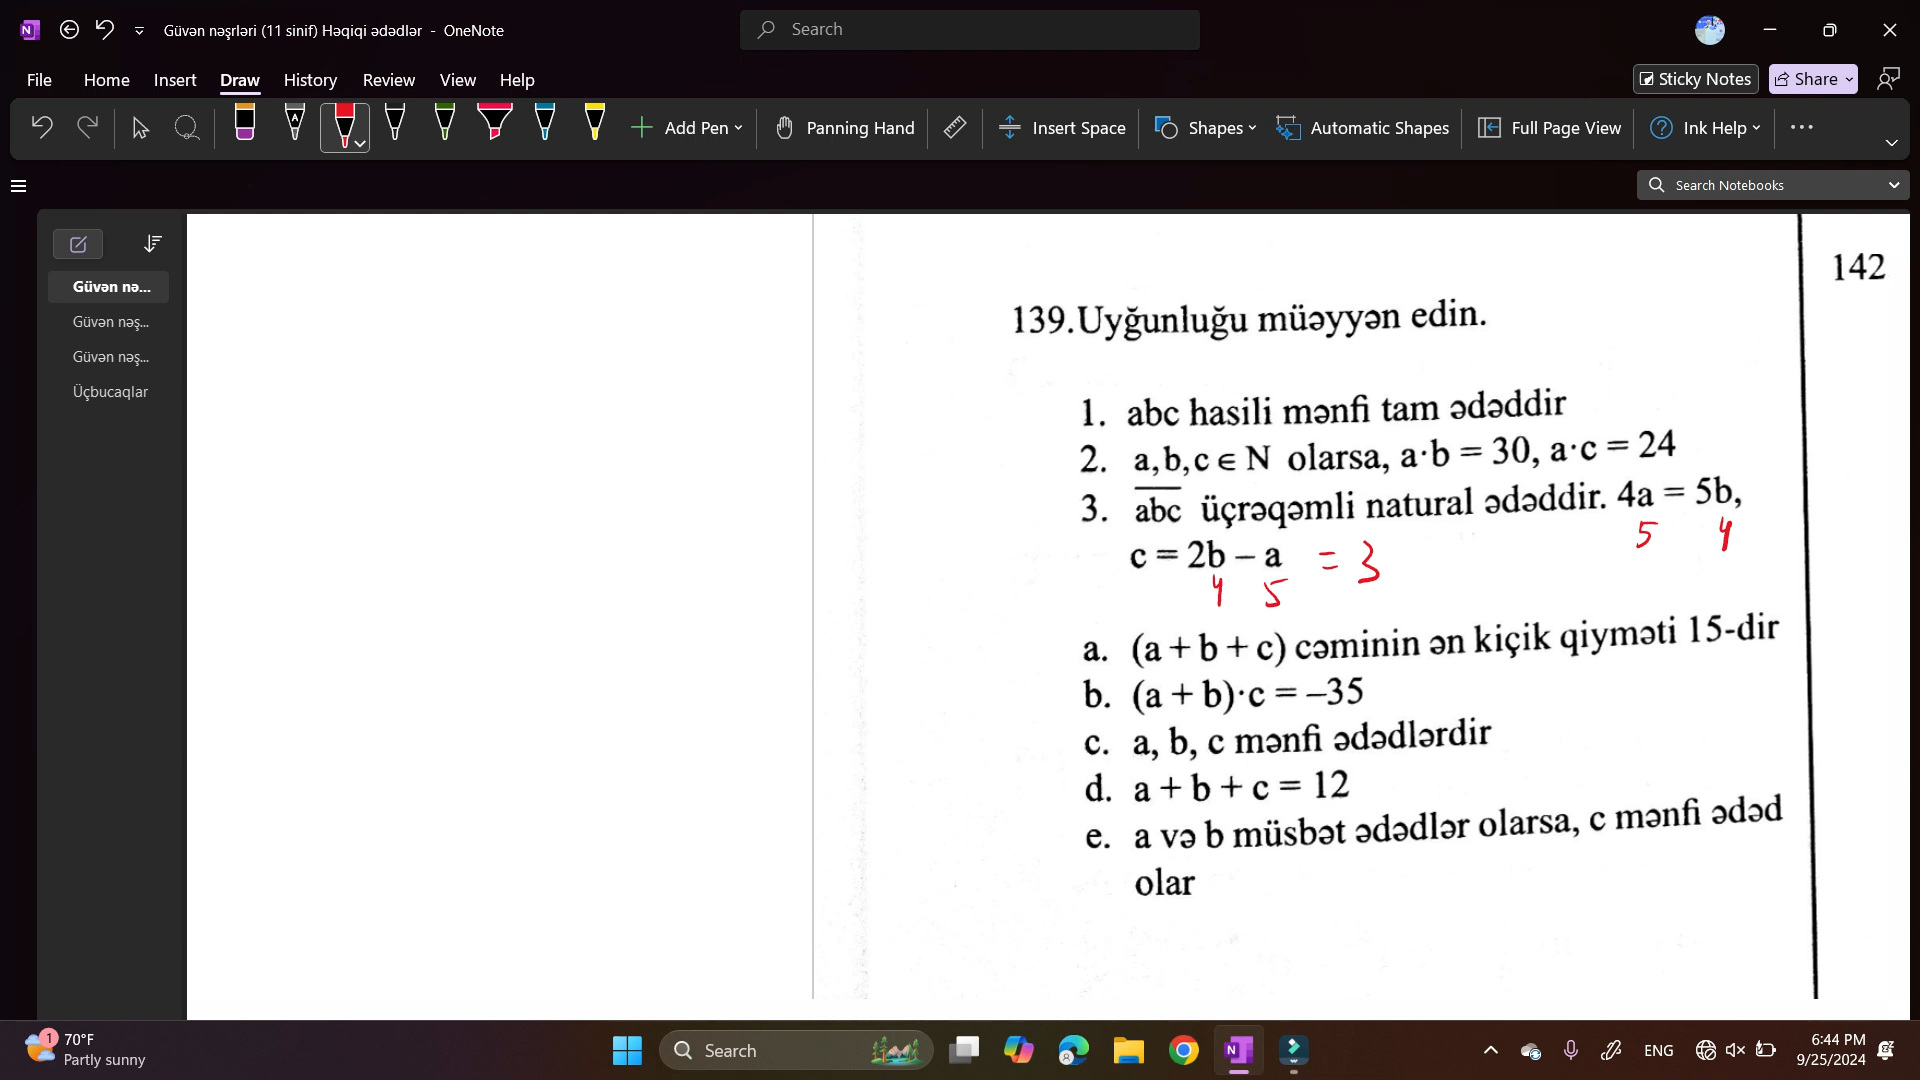 Güvən nəşrləri (11 sinif) Həqiqi ədədlər - OneNote
Search
File Home Insert Draw History Review View Help
Sticky Notes Share
Add Pen Panning Hand Insert Space Shapes Automatic Shapes Full Page View Ink Help
Search Notebooks
Güvən nə...
Güvən nəş...
Güvən nəş...
Üçbucaqlar
142
139.Uyğunluğu müəyyən edin.
1. abc hasili mənfi tam ədəddir
2. a,b,c ∈ N olarsa, a·b = 30, a·c = 24
3. a̅b̅c̅ üçrəqəmli natural ədəddir. 4a = 5b,
5 4
c = 2b – a = 3
4 5
a. (a + b + c) cəminin ən kiçik qiyməti 15-dir
b. (a + b)·c = –35
c. a, b, c mənfi ədədlərdir
d. a + b + c = 12
e. a və b müsbət ədədlər olarsa, c mənfi ədəd
olar
1
70°F
Partly sunny
Search
ENG
6:44 PM
9/25/2024